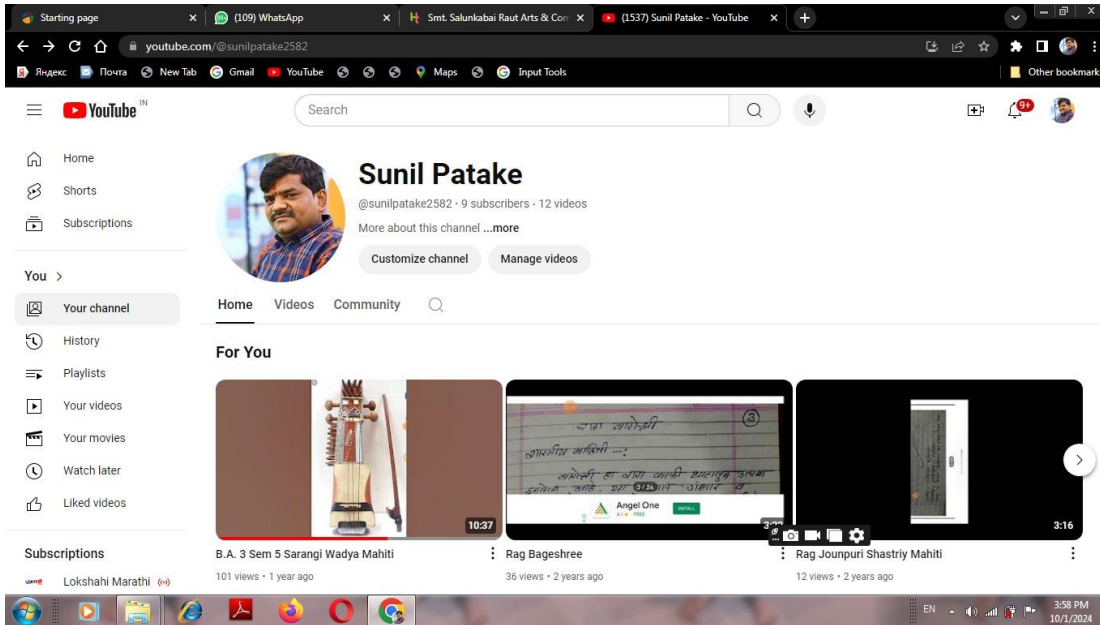 Starting page
(109) WhatsApp
Smt. Salunkabai Raut Arts & Com
(1537) Sunil Patake - YouTube
youtube.com/@sunilpatake2582
Яндекс Почта New Tab Gmail YouTube Maps Input Tools Other bookmark
YouTube IN
Search
9+
Home
Shorts
Subscriptions
You
Your channel
History
Playlists
Your videos
Your movies
Watch later
Liked videos
Subscriptions
Lokshahi Marathi
Sunil Patake
@sunilpatake2582 · 9 subscribers · 12 videos
More about this channel ...more
Customize channel Manage videos
Home Videos Community
For You
10:37
B.A. 3 Sem 5 Sarangi Wadya Mahiti
101 views · 1 year ago
राग बागेश्री
3
शास्त्रीय माहिती -:
3/26
Angel One
FREE
INSTALL
Rag Bageshree
36 views · 2 years ago
3:16
Rag Jounpuri Shastriy Mahiti
12 views · 2 years ago
EN
3:58 PM
10/1/2024